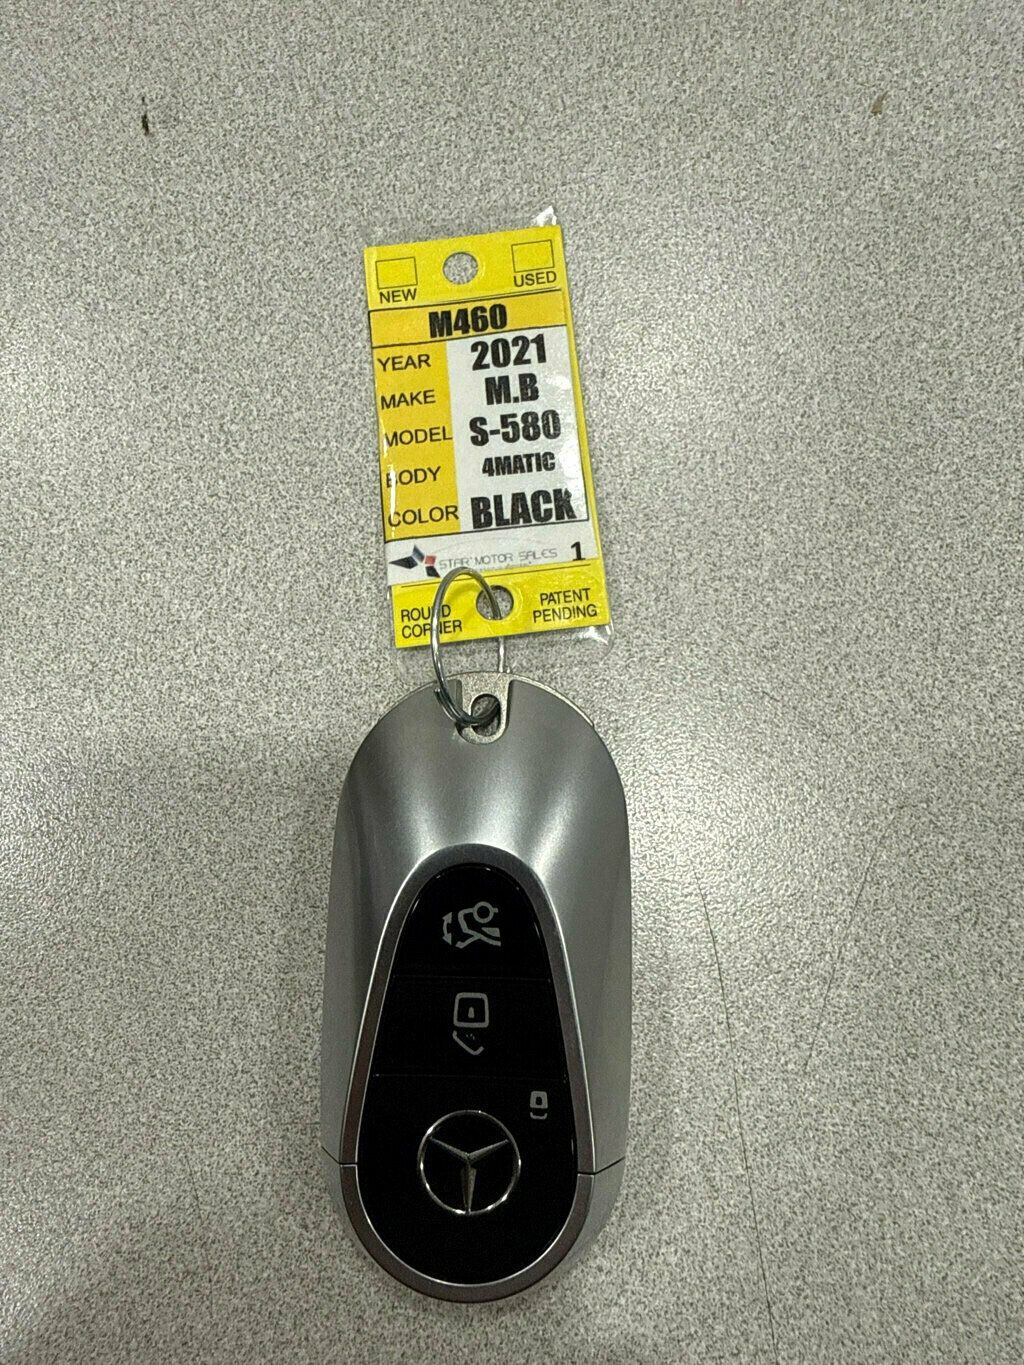 NEW USED
M460
YEAR 2021
MAKE M.B
MODEL S-580
BODY 4MATIC
COLOR BLACK
STAR MOTOR SALES 1
ROUND PATENT
CORNER PENDING